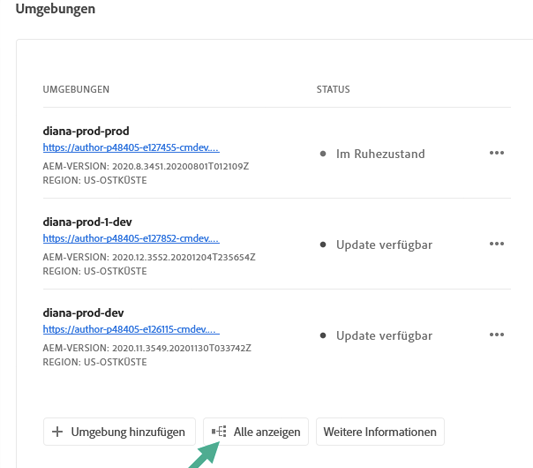 Umgebungen
UMGEBUNGEN STATUS
diana-prod-prod
https://author-p48405-e127455-cmdev....
AEM-VERSION: 2020.8.3451.20200801T012109Z
REGION: US-OSTKÜSTE
Im Ruhezustand
diana-prod-1-dev
https://author-p48405-e127852-cmdev....
AEM-VERSION: 2020.12.3552.20201204T235654Z
REGION: US-OSTKÜSTE
Update verfügbar
diana-prod-dev
https://author-p48405-e126115-cmdev....
AEM-VERSION: 2020.11.3549.20201130T033742Z
REGION: US-OSTKÜSTE
Update verfügbar
Umgebung hinzufügen Alle anzeigen Weitere Informationen